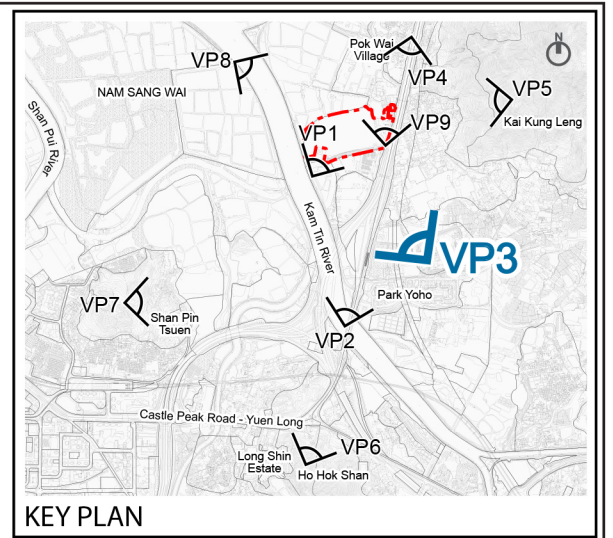 N
Pok Wai
Village
VP8
VP4
NAM SANG WAI
VP5
Shan Pui River
Kai Kung Leng
VP1
VP9
Kam Tin River
VP3
Park Yoho
VP7
Shan Pin
Tsuen
VP2
Castle Peak Road - Yuen Long
Long Shin
Estate
VP6
Ho Hok Shan
KEY PLAN